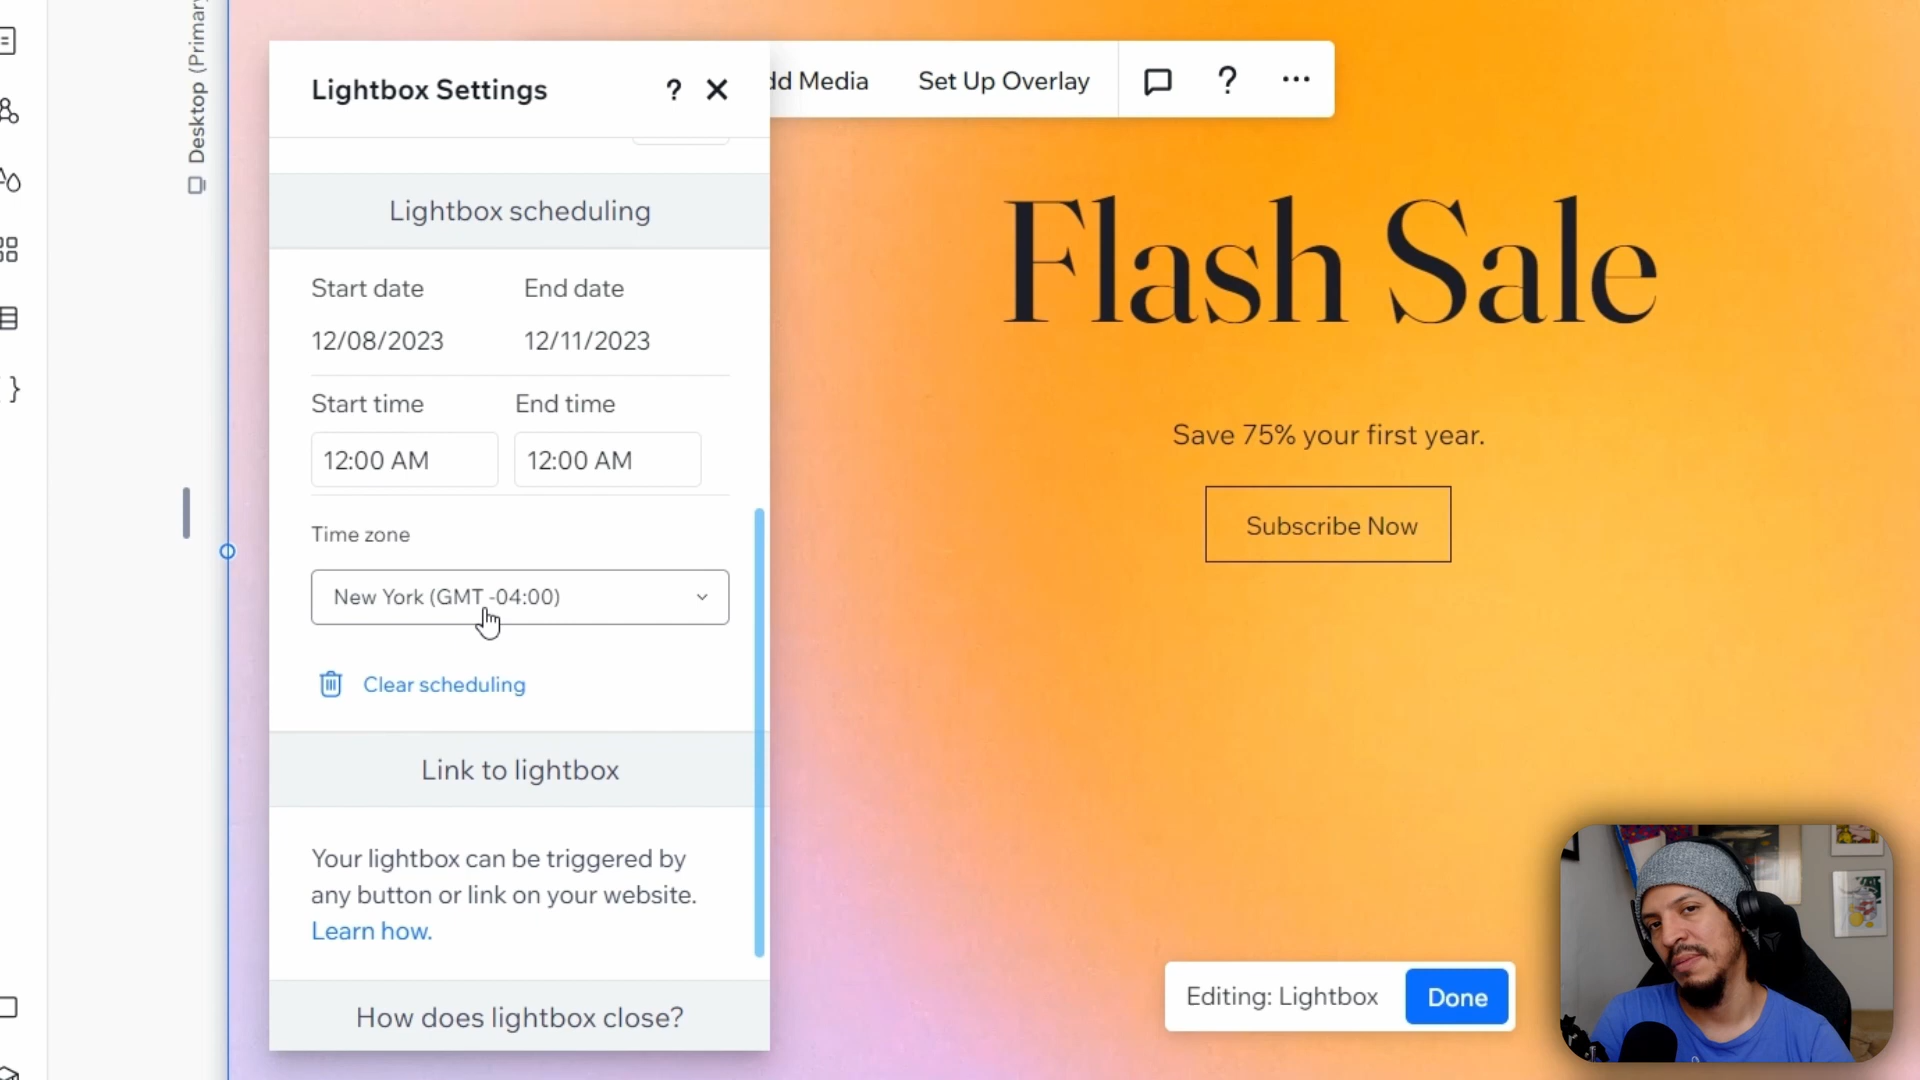 Desktop (Primary
Lightbox Settings
?
Media
Set Up Overlay
?
Lightbox scheduling
Start date
End date
12/08/2023
12/11/2023
Start time
End time
12:00 AM
12:00 AM
Time zone
New York (GMT -04:00)
Clear scheduling
Link to lightbox
Your lightbox can be triggered by
any button or link on your website.
Learn how.
How does lightbox close?
Flash Sale
Save 75% your first year.
Subscribe Now
Editing: Lightbox
Done